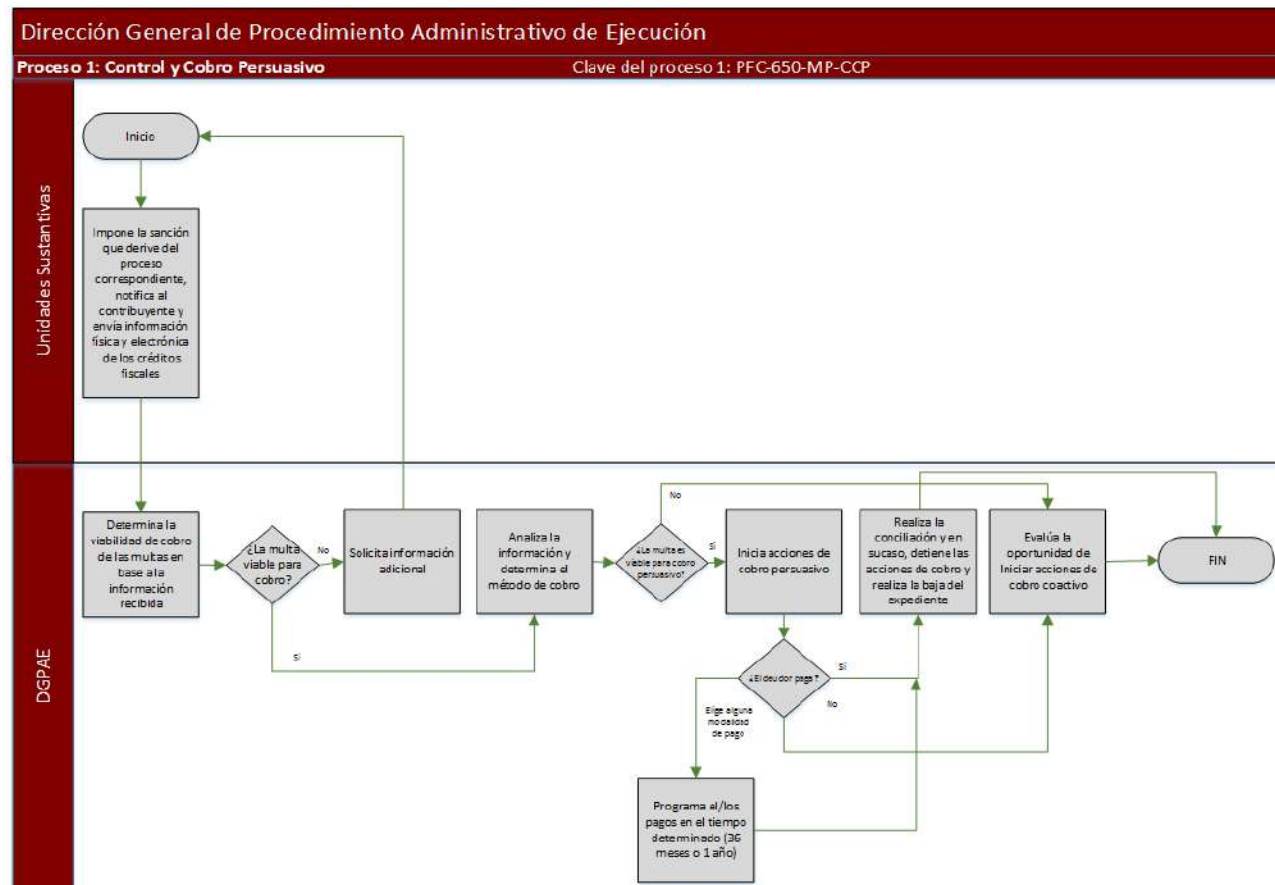 Dirección General de Procedimiento Administrativo de Ejecución
Proceso 1: Control y Cobro Persuasivo
Clave del proceso 1: PFC-650-MP-CCP
Unidades Sustantivas
Inicio
Impone la sanción
que derive del
proceso
correspondiente,
notifica al
contribuyente y
envía información
física y electrónica
de los créditos
fiscales
DGPAE
Determina la
viabilidad de cobro
de las multas en
base a la
información
recibida
¿La multa
viable para
cobro?
No
Sí
Solicita información
adicional
Analiza la
información y
determina el
método de cobro
¿La multa es
viable para cobro
persuasivo?
No
Sí
Inicia acciones de
cobro persuasivo
Realiza la
conciliación y en
sucaso, detiene las
acciones de cobro y
realiza la baja del
expediente
Evalúa la
oportunidad de
Iniciar acciones de
cobro coactivo
FIN
¿El deudor paga?
Sí
No
Elige alguna
modalidad
de pago
Programa el/los
pagos en el tiempo
determinado (36
meses o 1 año)